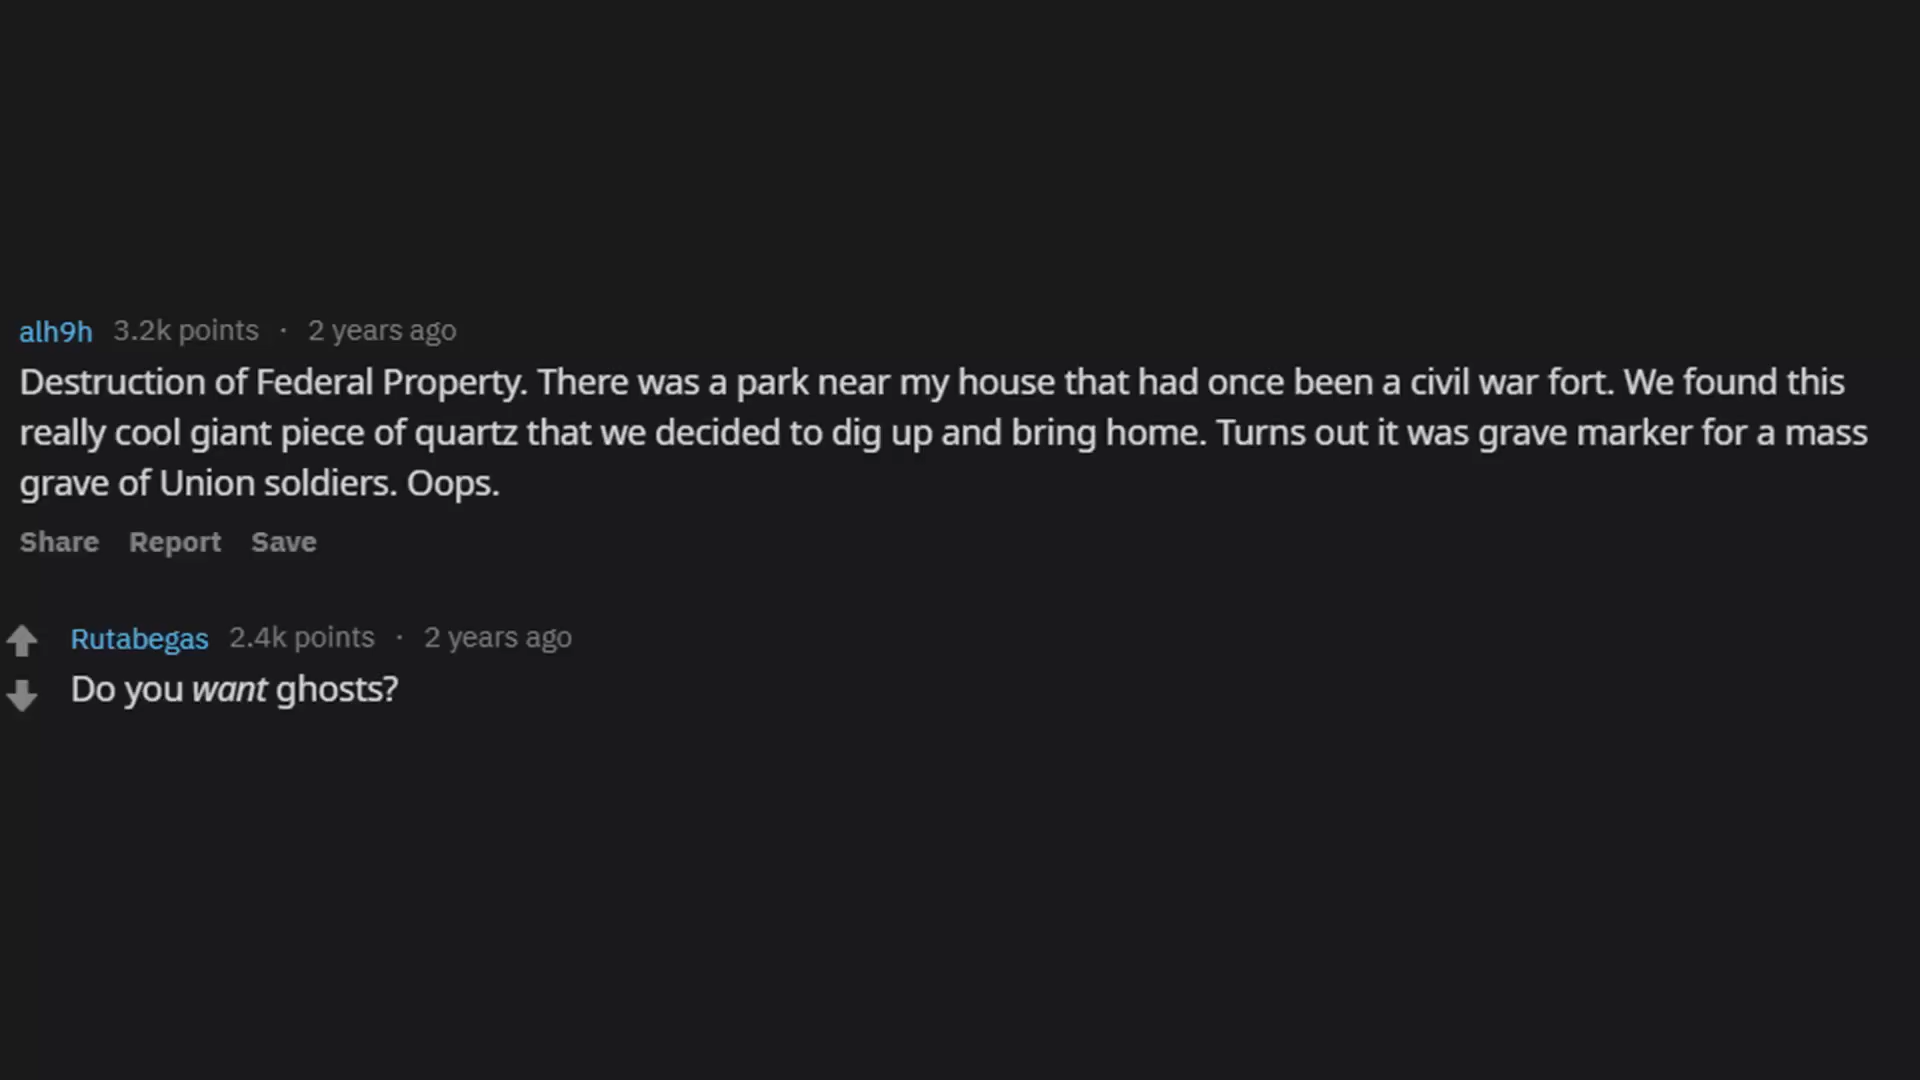 alh9h 3.2k points · 2 years ago
Destruction of Federal Property. There was a park near my house that had once been a civil war fort. We found this
really cool giant piece of quartz that we decided to dig up and bring home. Turns out it was grave marker for a mass
grave of Union soldiers. Oops.
Share Report Save
Rutabegas 2.4k points · 2 years ago
Do you want ghosts?